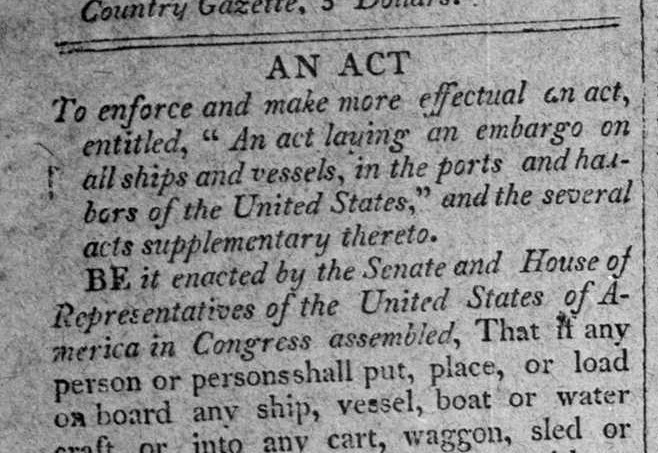 Country Gazette, 5 Dollars.
AN ACT
To enforce and make more effectual an act,
entitled, “ An act laying an embargo on
all ships and vessels, in the ports and har-
bors of the United States,” and the several
acts supplementary thereto.
BE it enacted by the Senate and House of
Representatives of the United States of A-
merica in Congress assembled, That if any
person or persons shall put, place, or load
on board any ship, vessel, boat or water
craft or into any cart, waggon, sled or